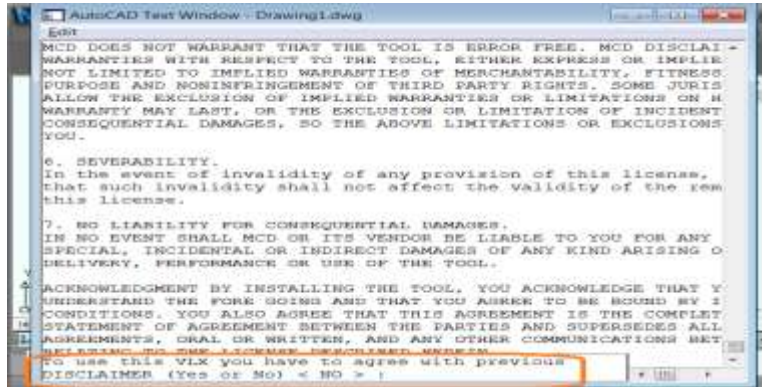 AutoCAD Text Window - Drawing1.dwg
Edit
MCD DOES NOT WARRANT THAT THE TOOL IS ERROR FREE. MCD DISCLAI
WARRANTIES WITH RESPECT TO THE TOOL, EITHER EXPRESS OR IMPLIE
NOT LIMITED TO IMPLIED WARRANTIES OF MERCHANTABILITY, FITNESS
PURPOSE AND NONINFRINGEMENT OF THIRD PARTY RIGHTS. SOME JURIS
ALLOW THE EXCLUSION OF IMPLIED WARRANTIES OR LIMITATIONS ON H
WARRANTY MAY LAST, OR THE EXCLUSION OR LIMITATION OF INCIDENT
CONSEQUENTIAL DAMAGES, SO THE ABOVE LIMITATIONS OR EXCLUSIONS
YOU.
6. SEVERABILITY.
In the event of invalidity of any provision of this license,
that such invalidity shall not affect the validity of the rem
this license.
7. NO LIABILITY FOR CONSEQUENTIAL DAMAGES.
IN NO EVENT SHALL MCD OR ITS VENDOR BE LIABLE TO YOU FOR ANY
SPECIAL, INCIDENTAL OR INDIRECT DAMAGES OF ANY KIND ARISING O
DELIVERY, PERFORMANCE OR USE OF THE TOOL.
ACKNOWLEDGMENT BY INSTALLING THE TOOL, YOU ACKNOWLEDGE THAT Y
UNDERSTAND THE FORE GOING AND THAT YOU AGREE TO BE BOUND BY I
CONDITIONS. YOU ALSO AGREE THAT THIS AGREEMENT IS THE COMPLET
STATEMENT OF AGREEMENT BETWEEN THE PARTIES AND SUPERSEDES ALL
AGREEMENTS, ORAL OR WRITTEN, AND ANY OTHER COMMUNICATIONS BET
RELATING TO THE LICENSE DESCRIBED HEREIN.
To use this VLX you have to agree with previous
DISCLAIMER (Yes or No) < NO > :